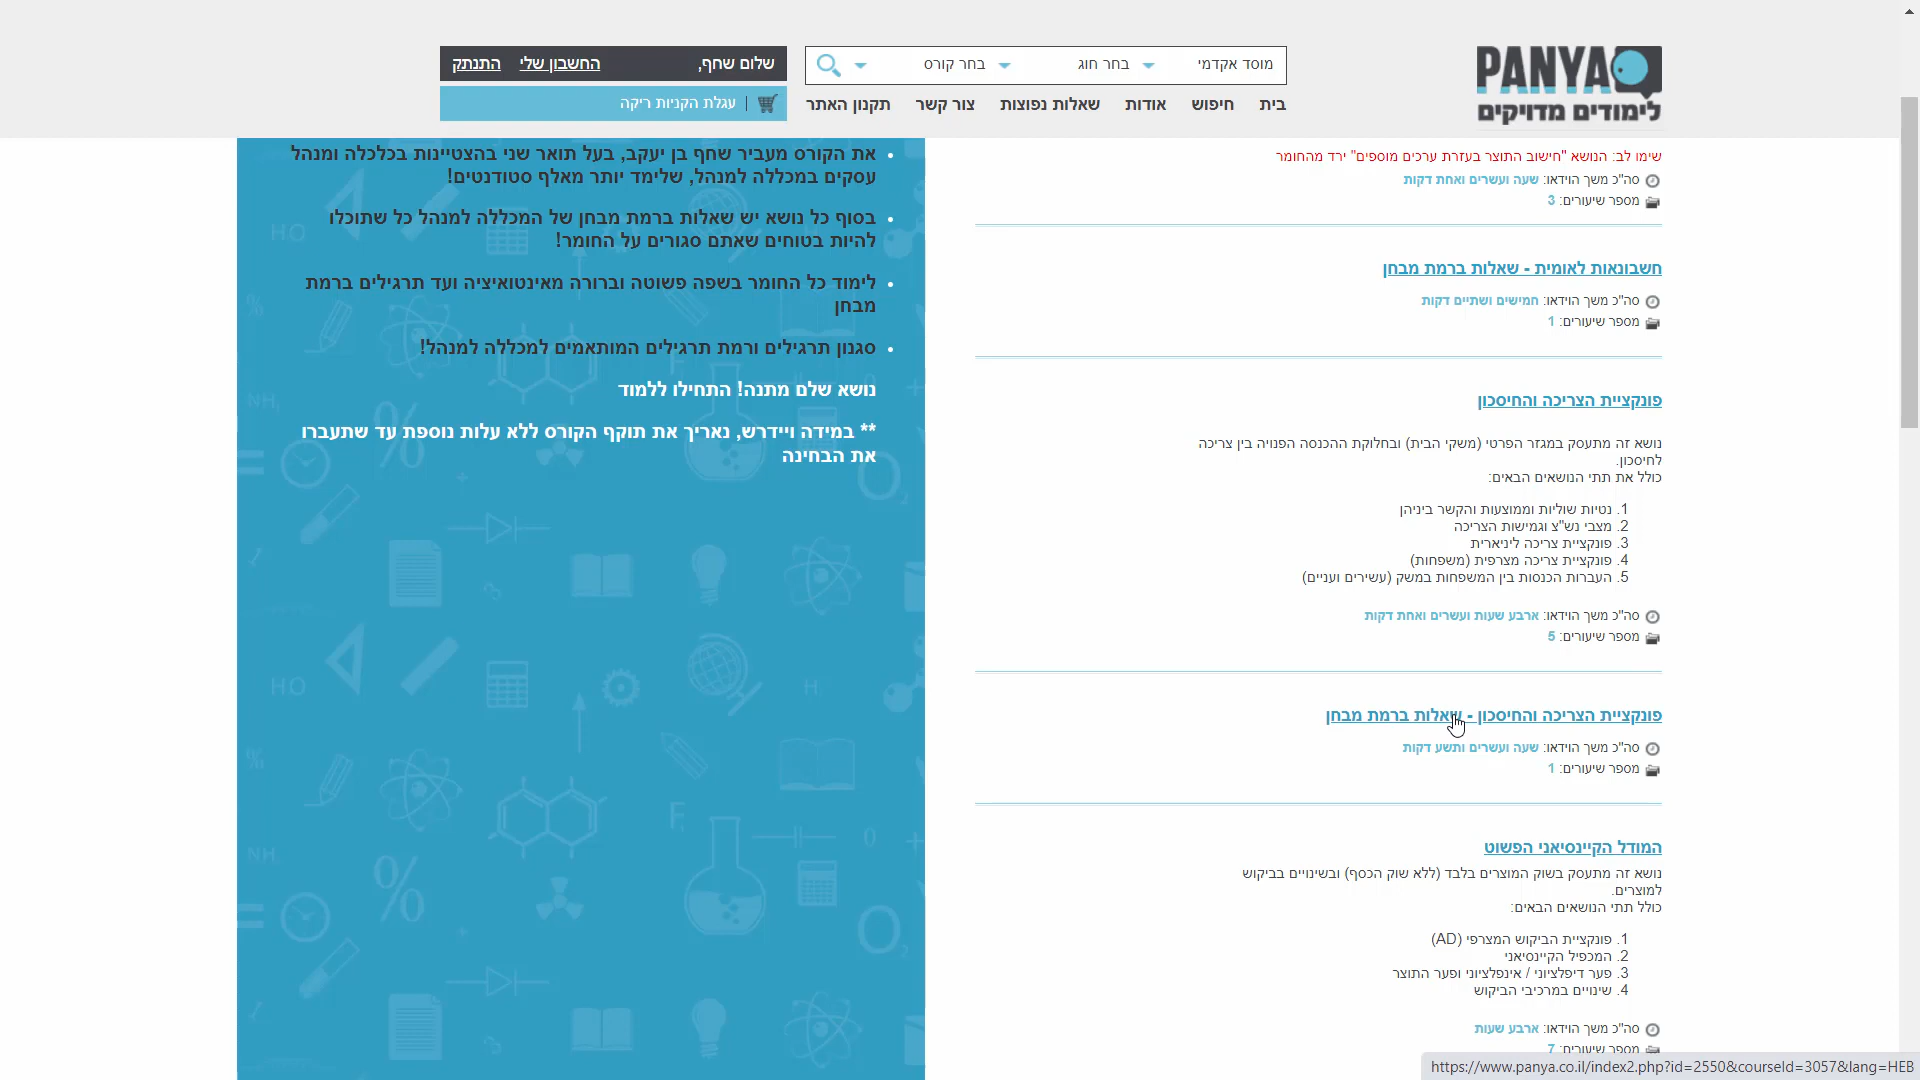 PANYA
לימודים מדויקים
מוסד אקדמי
בחר חוג
בחר קורס
שלום שחף,
החשבון שלי
התנתק
עגלת הקניות ריקה
בית
חיפוש
אודות
שאלות נפוצות
צור קשר
תקנון האתר
שימו לב: הנושא "חישוב התוצר בעזרת ערכים מוספים" ירד מהחומר
סה"כ משך הוידאו: שעה ועשרים ואחת דקות
מספר שיעורים: 3
חשבונאות לאומית - שאלות ברמת מבחן
סה"כ משך הוידאו: חמישים ושתיים דקות
מספר שיעורים: 1
פונקציית הצריכה והחיסכון
נושא זה מתעסק במגזר הפרטי (משקי הבית) ובחלוקת ההכנסה הפנויה בין צריכה
לחיסכון.
כולל את תתי הנושאים הבאים:
1. נטיות שוליות וממוצעות והקשר ביניהן
2. מצבי נש"צ וגמישות הצריכה
3. פונקציית צריכה ליניארית
4. פונקציית צריכה מצרפית (משפחות)
5. העברות הכנסות בין המשפחות במשק (עשירים ועניים)
סה"כ משך הוידאו: ארבע שעות ועשרים ואחת דקות
מספר שיעורים: 5
פונקציית הצריכה והחיסכון - שאלות ברמת מבחן
סה"כ משך הוידאו: שעה ועשרים ותשע דקות
מספר שיעורים: 1
המודל הקיינסיאני הפשוט
נושא זה מתעסק בשוק המוצרים בלבד (ללא שוק הכסף) ובשינויים בביקוש
למוצרים.
כולל תתי הנושאים הבאים:
1. פונקציית הביקוש המצרפי (AD)
2. המכפיל הקיינסיאני
3. פער דיפלציוני / אינפלציוני ופער התוצר
4. שינויים במרכיבי הביקוש
סה"כ משך הוידאו: ארבע שעות
מספר שיעורים: 7
• את הקורס מעביר שחף בן יעקב, בעל תואר שני בהצטיינות בכלכלה ומנהל
עסקים במכללה למנהל, שלימד יותר מאלף סטודנטים!
• בסוף כל נושא יש שאלות ברמת מבחן של המכללה למנהל כל שתוכלו
להיות בטוחים שאתם סגורים על החומר!
• לימוד כל החומר בשפה פשוטה וברורה מאינטואיציה ועד תרגילים ברמת
מבחן
• סגנון תרגילים ורמת תרגילים המותאמים למכללה למנהל!
נושא שלם מתנה! התחילו ללמוד
** במידה ויידרש, נאריך את תוקף הקורס ללא עלות נוספת עד שתעברו
את הבחינה
https://www.panya.co.il/index2.php?id=2550&courseId=3057&lang=HEB